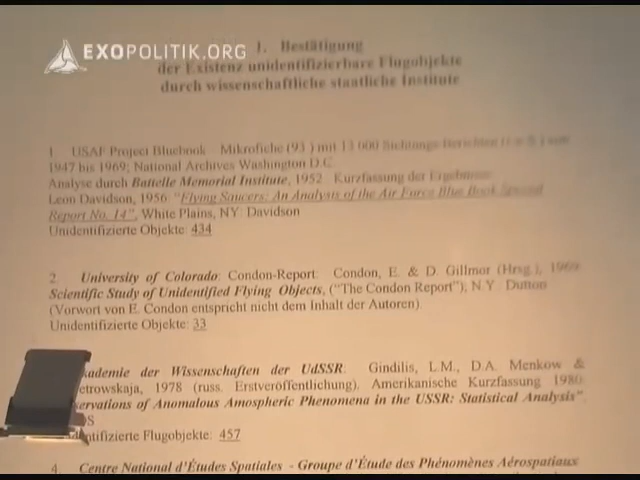 EXOPOLITIK.ORG
1. Bestätigung
der Existenz unidentifizierbare Flugobjekte
durch wissenschaftliche staatliche Institute
1. USAF Project Bluebook Mikrofiche (93 ) mit 13 000 Sichtungs-Berichten
1947 bis 1969; National Archives Washington D.C
Analyse durch Battelle Memorial Institute, 1952 Kurzfassung der Ergebnisse
Leon Davidson, 1956: "Flying Saucers: An Analysis of the Air Force Blue Book Special
Report No. 14", White Plains, NY: Davidson
Unidentifizierte Objekte: 434
2. University of Colorado: Condon-Report: Condon, E. & D. Gillmor (Hrsg.), 1969
Scientific Study of Unidentified Flying Objects, ("The Condon Report"), N.Y. Dutton
(Vorwort von E. Condon entspricht nicht dem Inhalt der Autoren).
Unidentifizierte Objekte: 33
kademie der Wissenschaften der UdSSR: Gindilis, L.M., D.A. Menkow &
etrowskaja, 1978 (russ. Erstveröffentlichung), Amerikanische Kurzfassung 1980:
servations of Anomalous Amospheric Phenomena in the USSR: Statistical Analysis"
S
dentifizierte Flugobjekte: 457
4. Centre National d'Études Spatiales - Groupe d'Étude des Phénomènes Aérospatiaux